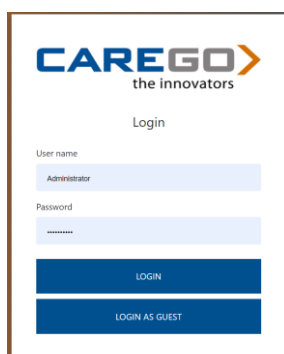 CAREGO
the innovators
Login
User name
Administrator
Password
••••••••••
LOGIN
LOGIN AS GUEST